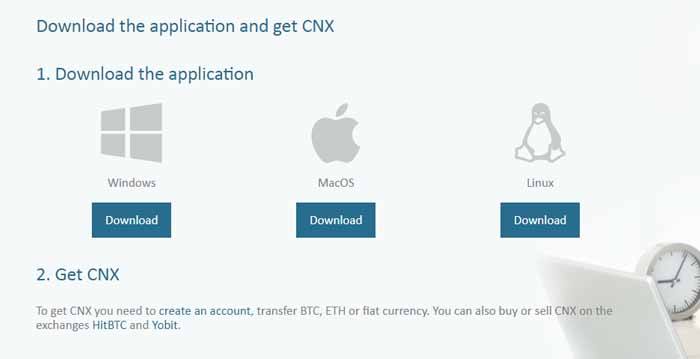 Download the application and get CNX
1. Download the application
Windows
MacOS
Linux
Download
Download
Download
2. Get CNX
To get CNX you need to create an account, transfer BTC, ETH or fiat currency. You can also buy or sell CNX on the
exchanges HitBTC and Yobit.